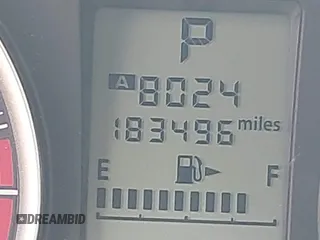 P
A 8024
183496 miles
E F
DREAMBID